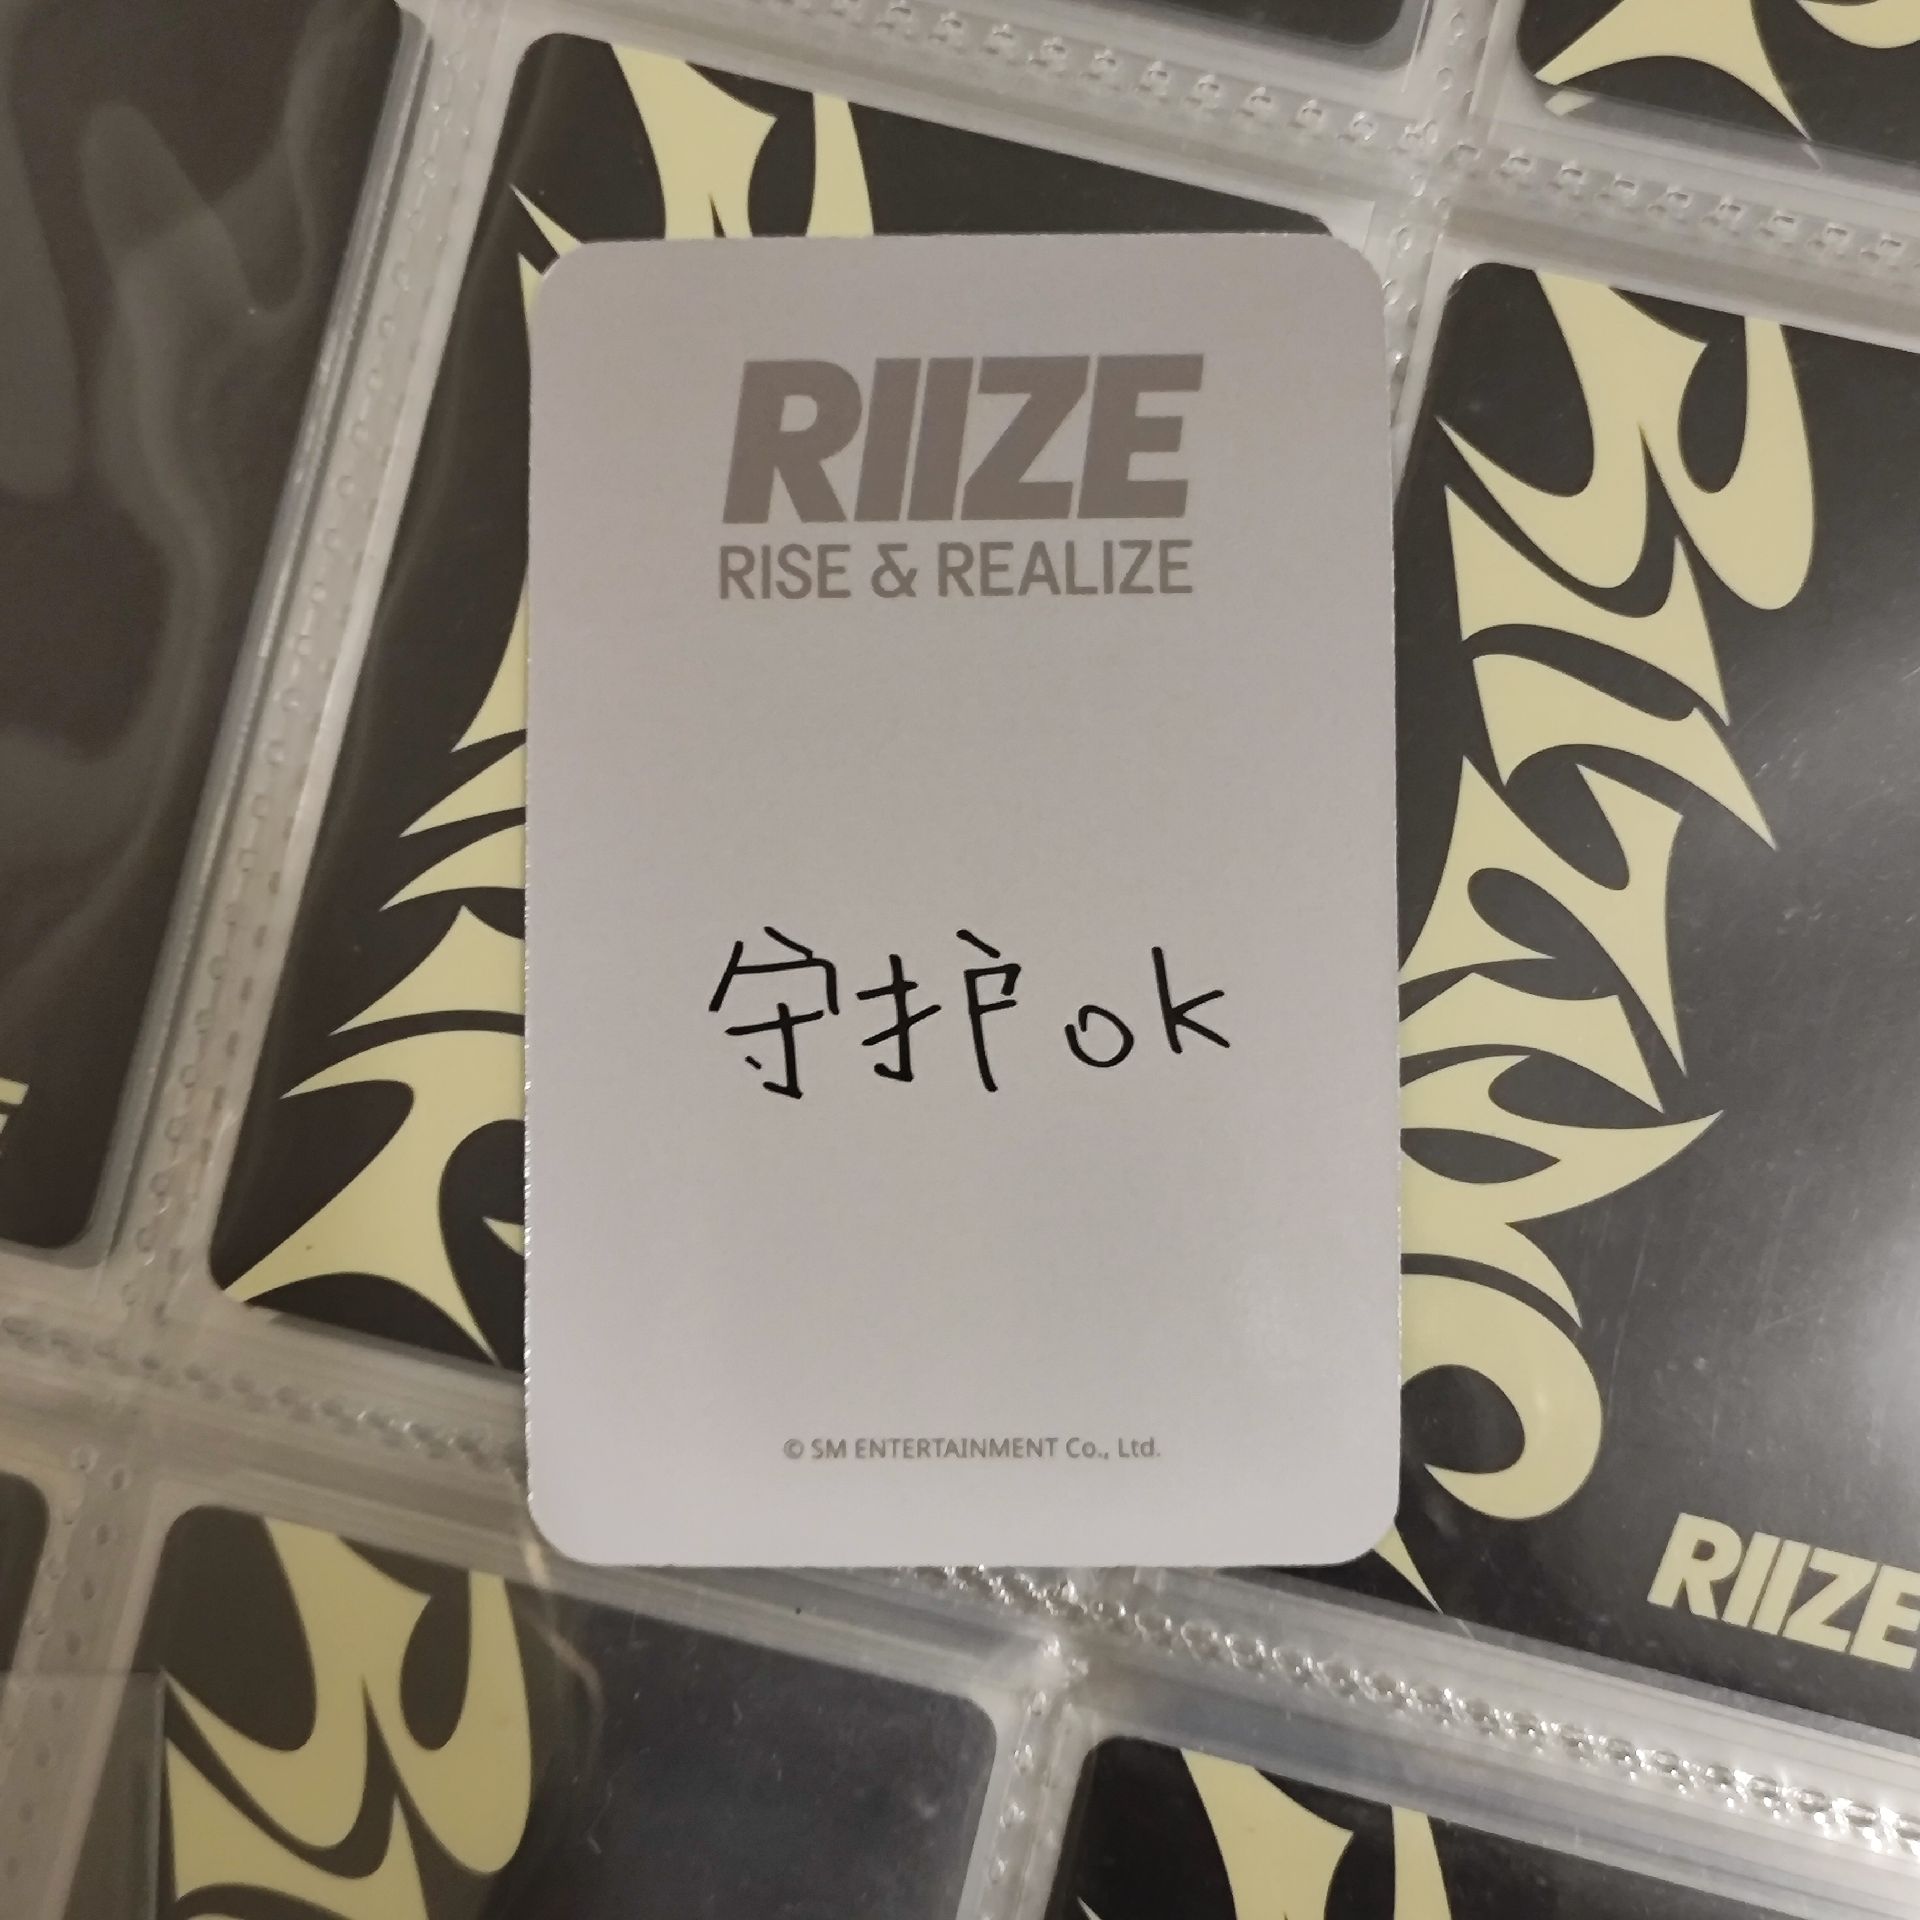 RIIZE
RISE & REALIZE
守护ok
© SM ENTERTAINMENT Co., Ltd.
RIIZE